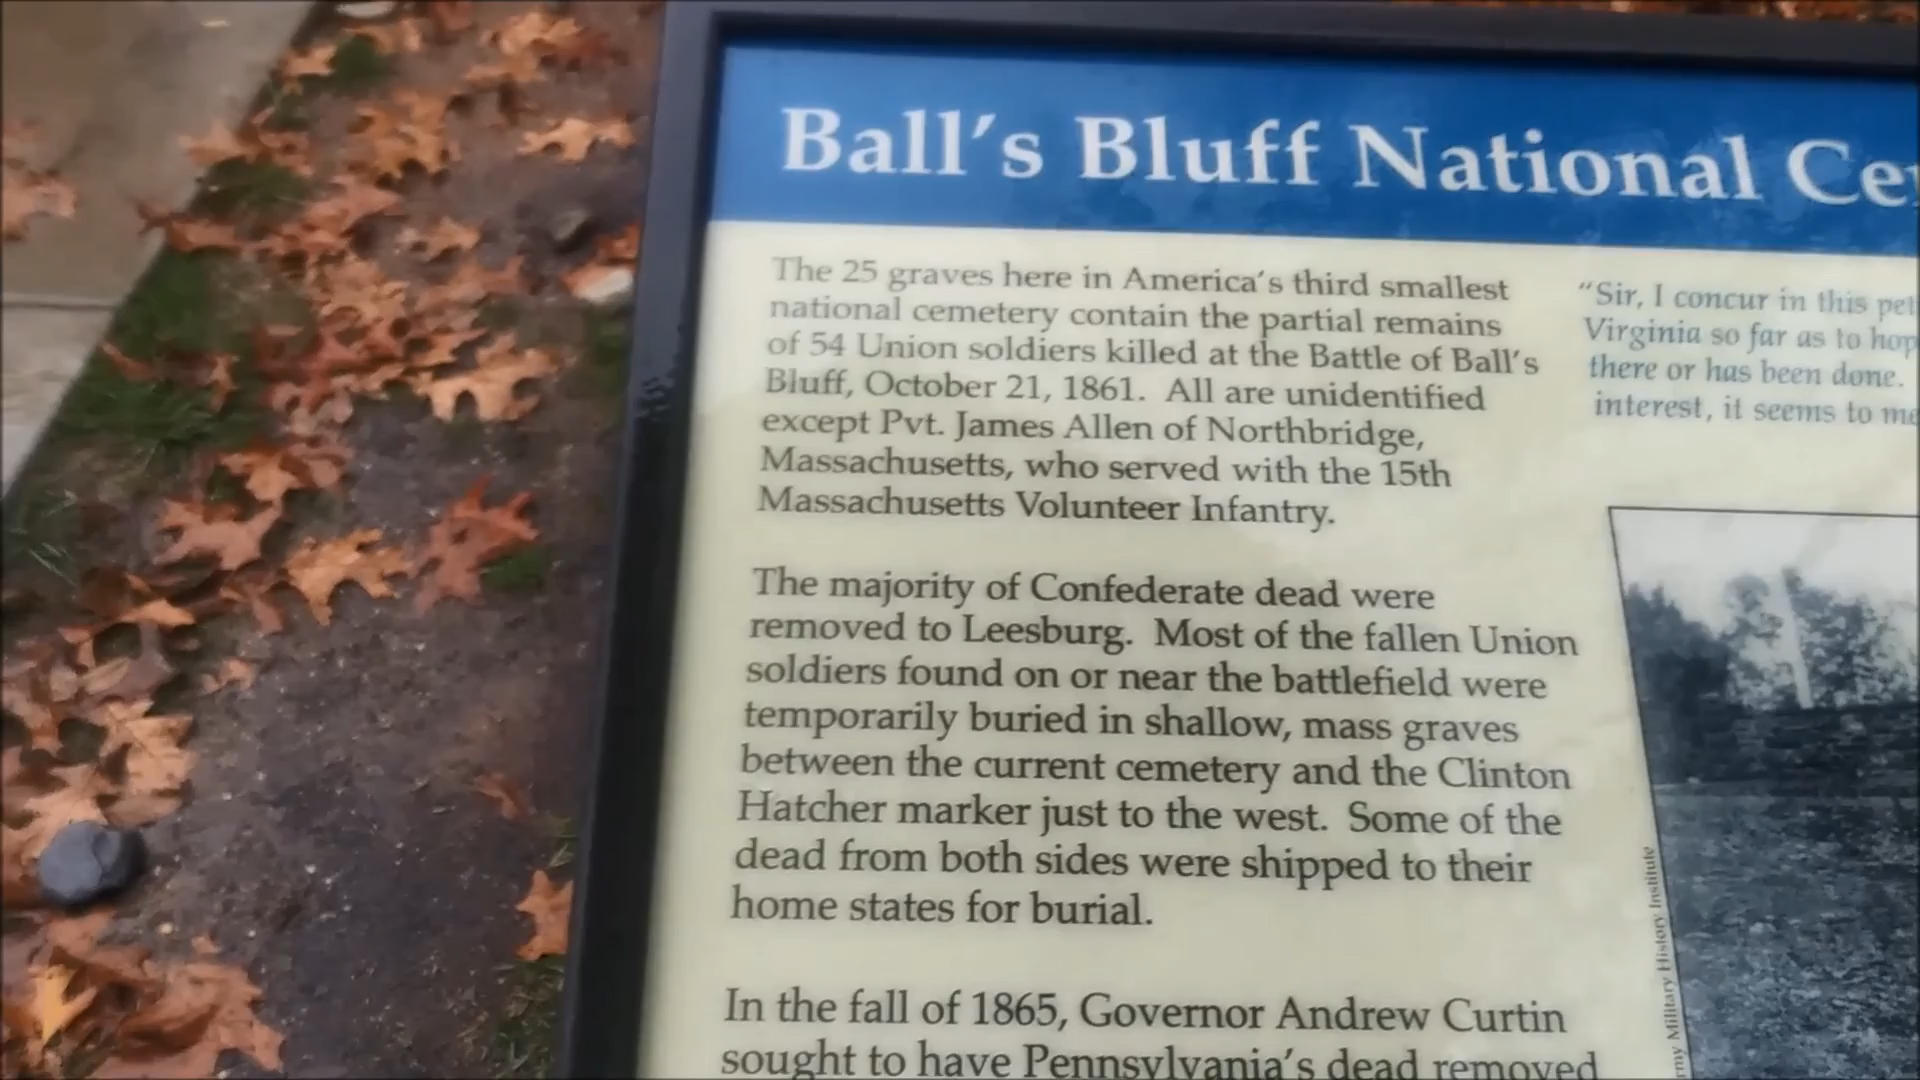 Ball's Bluff National
The 25 graves here in America's third smallest
national cemetery contain the partial remains
of 54 Union soldiers killed at the Battle of Ball's
Bluff, October 21, 1861. All are unidentified
except Pvt. James Allen of Northbridge,
Massachusetts, who served with the 15th
Massachusetts Volunteer Infantry.
The majority of Confederate dead were
removed to Leesburg. Most of the fallen Union
soldiers found on or near the battlefield were
temporarily buried in shallow, mass graves
between the current cemetery and the Clinton
Hatcher marker just to the west. Some of the
dead from both sides were shipped to their
home states for burial.
In the fall of 1865, Governor Andrew Curtin
sought to have Pennsylvania's dead removed
“Sir, I concur in this
Virginia so far as to
there or has been done.
interest, it seems to
Military History Institute